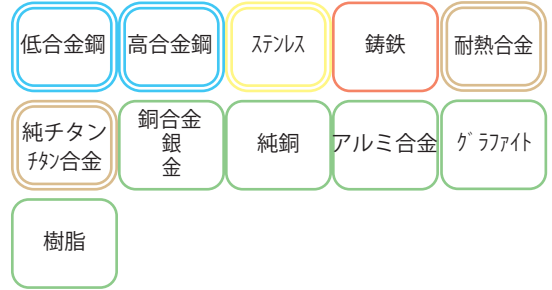 低合金鋼
高合金鋼
ｽﾃﾝﾚｽ
鋳鉄
耐熱合金
純チタン
ﾁﾀﾝ合金
銅合金
銀
金
純銅
アルミ合金
ｸﾞﾗﾌｧｲﾄ
樹脂